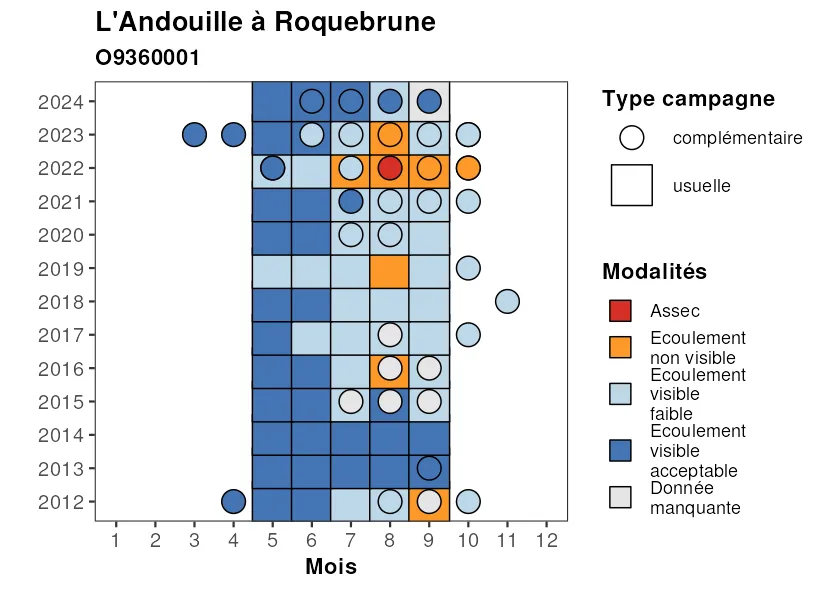 L'Andouille à Roquebrune
O9360001
2024
2023
2022
2021
2020
2019
2018
2017
2016
2015
2014
2013
2012
1 2 3 4 5 6 7 8 9 10 11 12
Mois
Type campagne
complémentaire
usuelle
Modalités
Assec
Ecoulement
non visible
Ecoulement
visible
faible
Ecoulement
visible
acceptable
Donnée
manquante